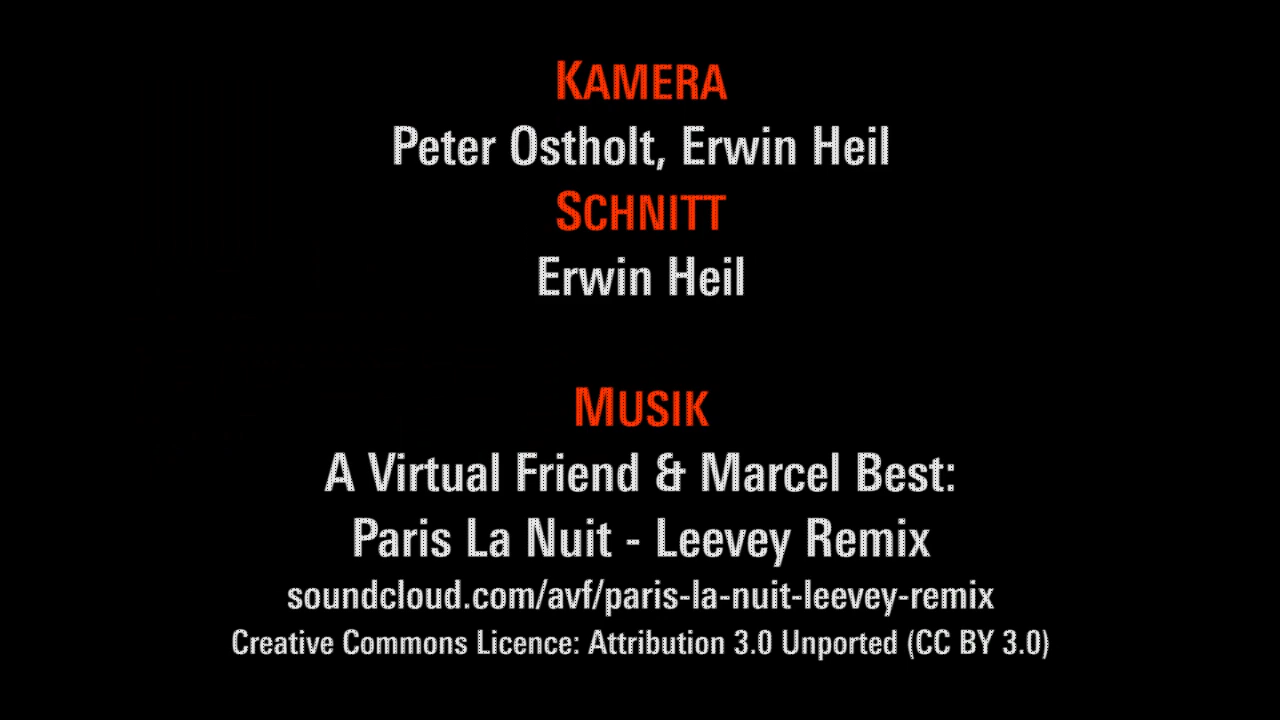 KAMERA
Peter Ostholt, Erwin Heil
SCHNITT
Erwin Heil
MUSIK
A Virtual Friend & Marcel Best:
Paris La Nuit - Leevey Remix
soundcloud.com/avf/paris-la-nuit-leevey-remix
Creative Commons Licence: Attribution 3.0 Unported (CC BY 3.0)